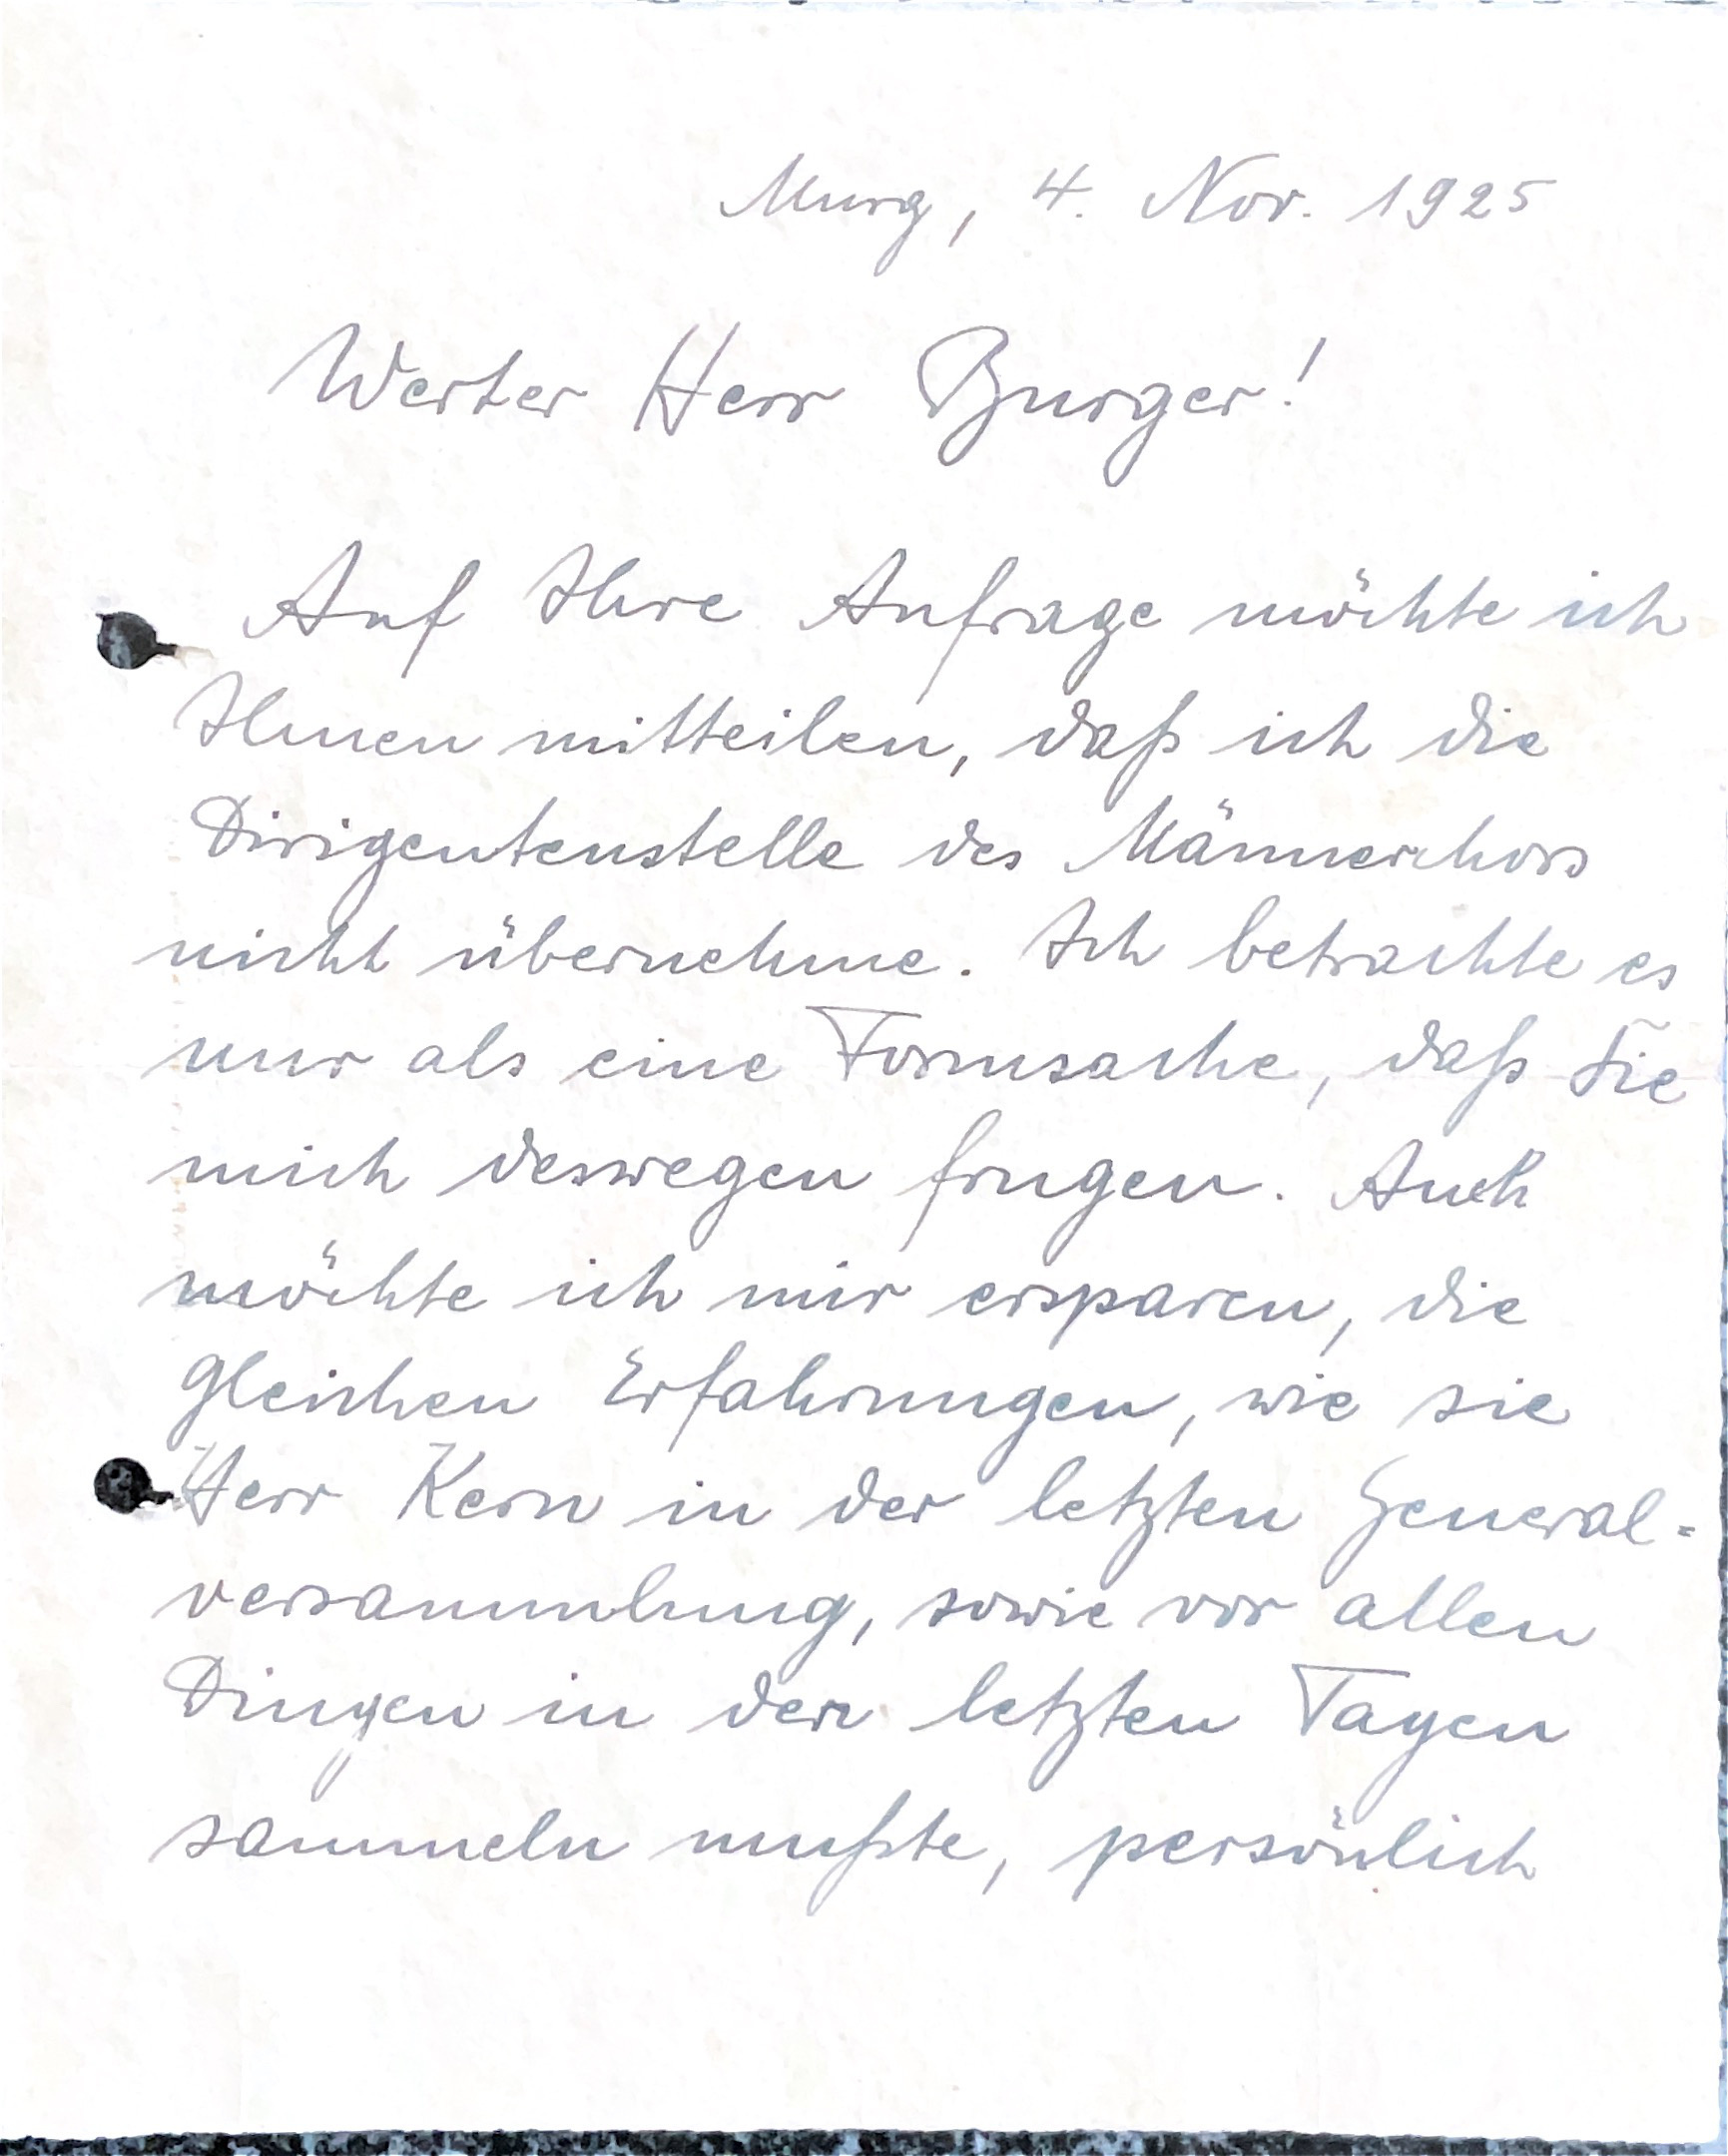 Murg, 4. Nov. 1925
Werter Herr Burger!
Auf Ihre Anfrage möchte ich
Ihnen mitteilen, daß ich die
Dirigentenstelle des Männerchors
nicht übernehme. Ich betrachte es
nur als eine Formsache, daß Sie
mich deswegen frugen. Auch
möchte ich mir ersparen, die
gleichen Erfahrungen, wie sie
Herr Kern in der letzten General-
versammlung, sowie vor allen
Dingen in den letzten Tagen
sammeln mußte, persönlich